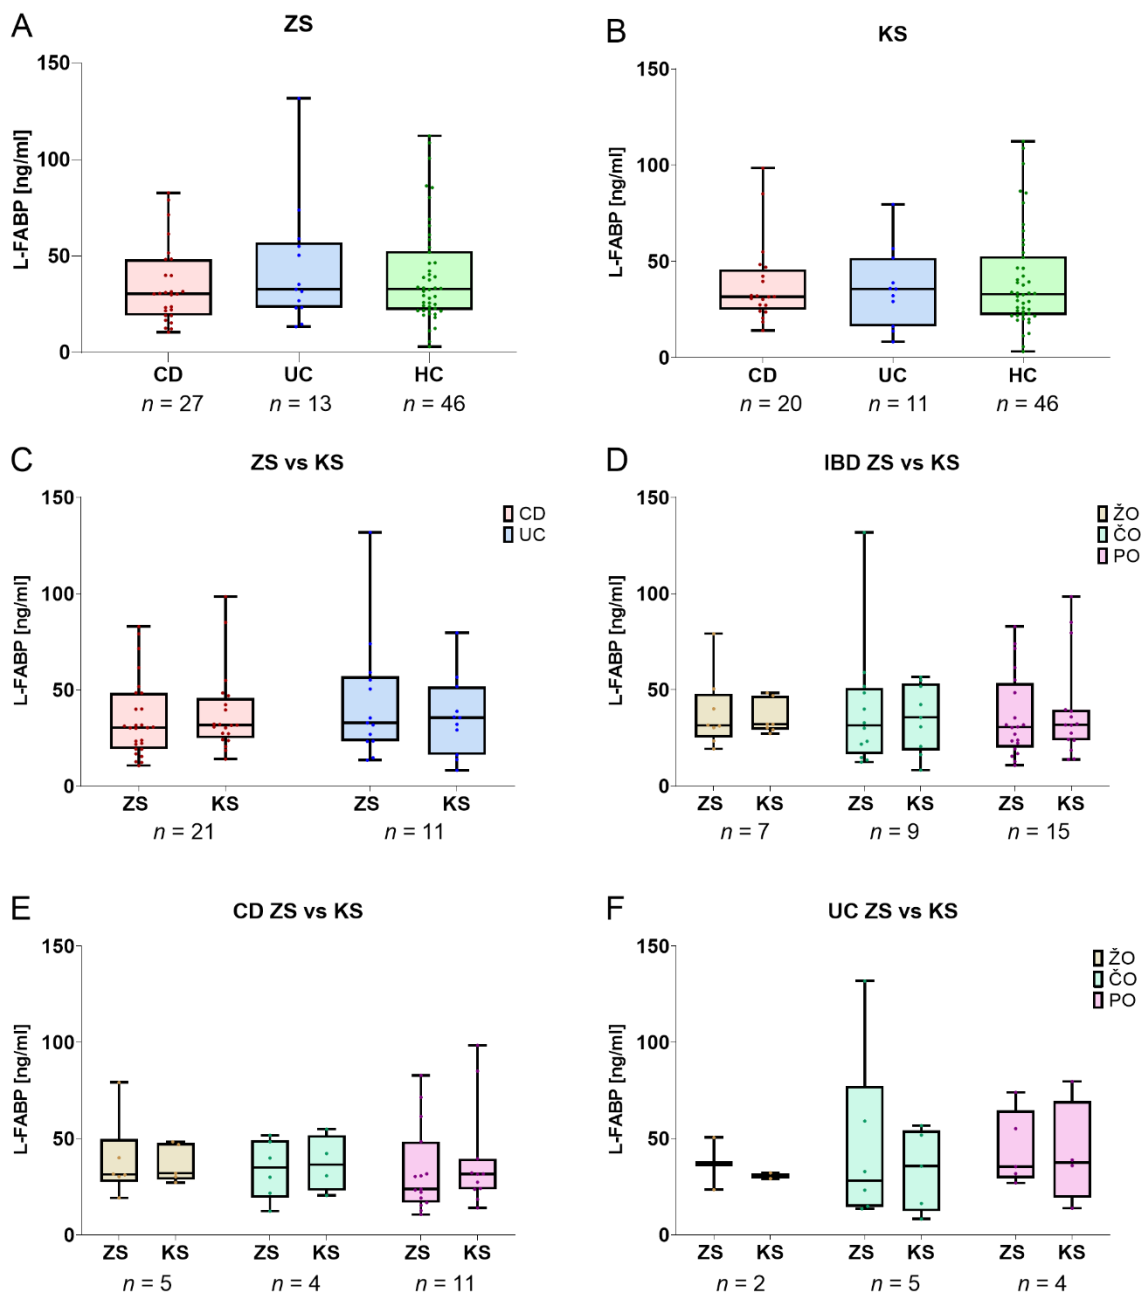 A
ZS
L-FABP [ng/ml]
150
100
50
0
CD UC HC
n = 27 n = 13 n = 46
B
KS
L-FABP [ng/ml]
150
100
50
0
CD UC HC
n = 20 n = 11 n = 46
C
ZS vs KS
L-FABP [ng/ml]
150
100
50
0
CD
UC
ZS KS ZS KS
n = 21 n = 11
D
IBD ZS vs KS
L-FABP [ng/ml]
150
100
50
0
ŽO
ČO
PO
ZS KS ZS KS ZS KS
n = 7 n = 9 n = 15
E
CD ZS vs KS
L-FABP [ng/ml]
150
100
50
0
ZS KS ZS KS ZS KS
n = 5 n = 4 n = 11
F
UC ZS vs KS
L-FABP [ng/ml]
150
100
50
0
ŽO
ČO
PO
ZS KS ZS KS ZS KS
n = 2 n = 5 n = 4